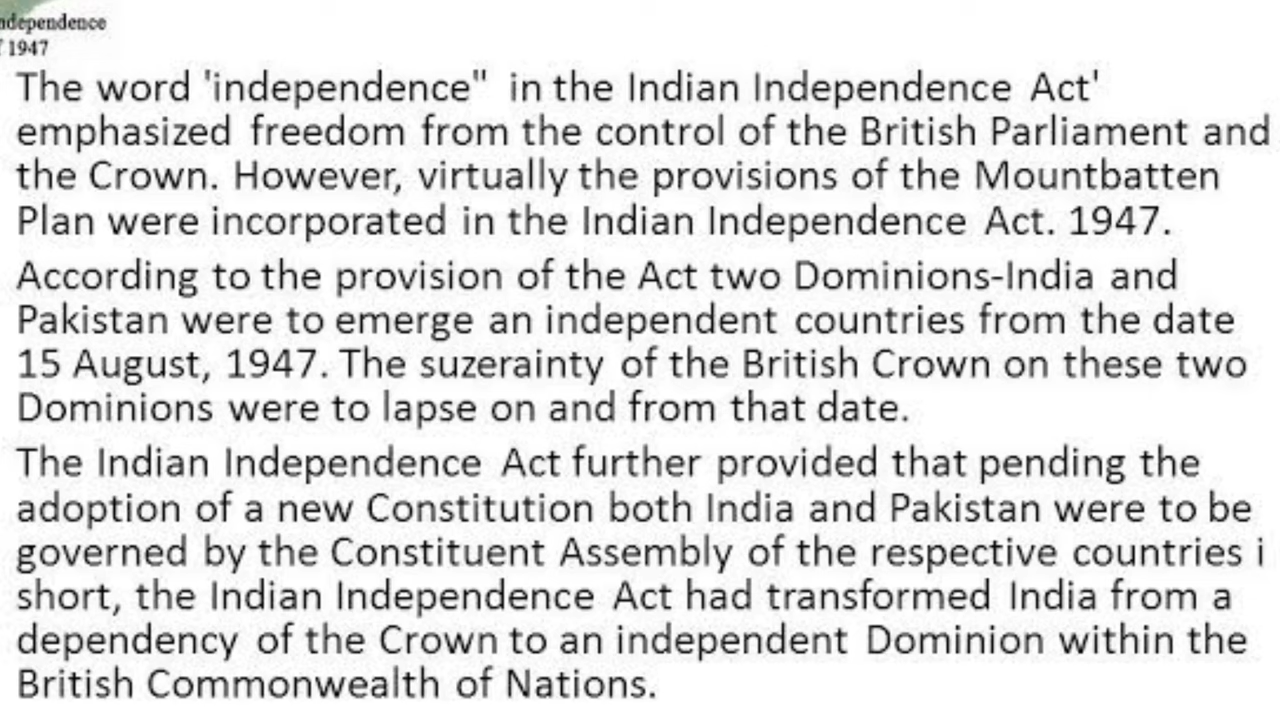 ndependence
f 1947
The word 'independence" in the Indian Independence Act'
emphasized freedom from the control of the British Parliament and
the Crown. However, virtually the provisions of the Mountbatten
Plan were incorporated in the Indian Independence Act. 1947.
According to the provision of the Act two Dominions-India and
Pakistan were to emerge an independent countries from the date
15 August, 1947. The suzerainty of the British Crown on these two
Dominions were to lapse on and from that date.
The Indian Independence Act further provided that pending the
adoption of a new Constitution both India and Pakistan were to be
governed by the Constituent Assembly of the respective countries i
short, the Indian Independence Act had transformed India from a
dependency of the Crown to an independent Dominion within the
British Commonwealth of Nations.